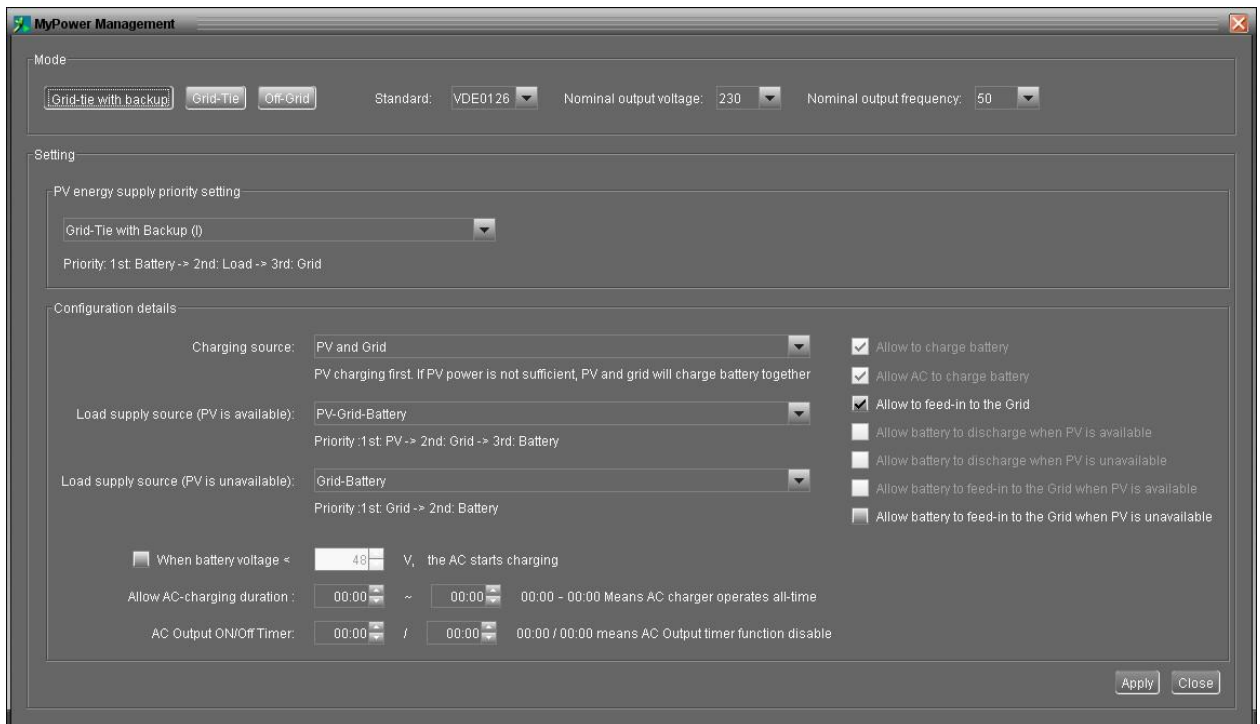 MyPower Management
Mode
Grid-tie with backup Grid-Tie Off-Grid Standard: VDE0126 Nominal output voltage: 230 Nominal output frequency: 50
Setting
PV energy supply priority setting
Grid-Tie with Backup (I)
Priority: 1st: Battery -> 2nd: Load -> 3rd: Grid
Configuration details
Charging source: PV and Grid
PV charging first. If PV power is not sufficient, PV and grid will charge battery together
Load supply source (PV is available): PV-Grid-Battery
Priority :1st: PV -> 2nd: Grid -> 3rd: Battery
Load supply source (PV is unavailable): Grid-Battery
Priority :1st: Grid -> 2nd: Battery
Allow to charge battery
Allow AC to charge battery
Allow to feed-in to the Grid
Allow battery to discharge when PV is available
Allow battery to discharge when PV is unavailable
Allow battery to feed-in to the Grid when PV is available
Allow battery to feed-in to the Grid when PV is unavailable
When battery voltage < 48 V, the AC starts charging
Allow AC-charging duration : 00:00 ~ 00:00 00:00 - 00:00 Means AC charger operates all-time
AC Output ON/Off Timer: 00:00 / 00:00 00:00 / 00:00 means AC Output timer function disable
Apply Close